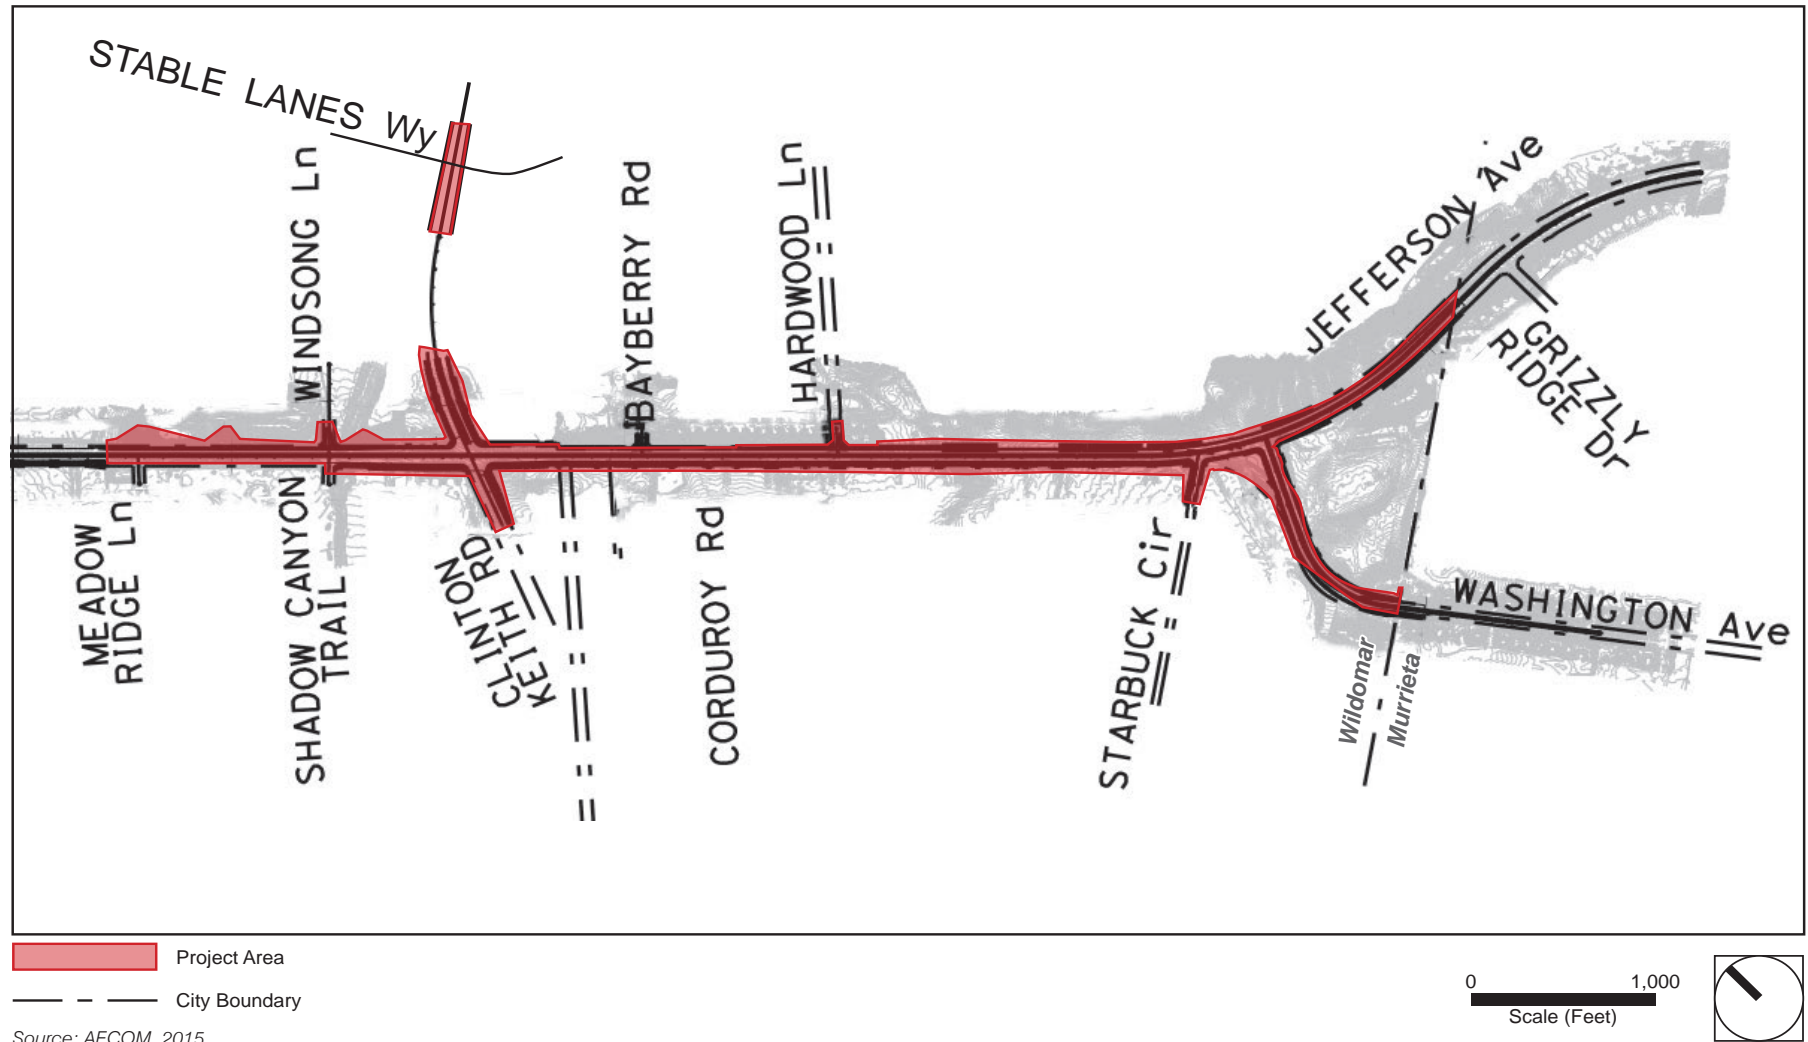 STABLE LANES Wy
WINDSONG Ln
BAYBERRY Rd
HARDWOOD Ln
JEFFERSON Ave
GRIZZLY
RIDGE Dr
MEADOW
RIDGE Ln
SHADOW CANYON
TRAIL
CLINTON
KEITH RD
CORDUROY Rd
STARBUCK Cir
WASHINGTON Ave
Wildomar
Murrieta
Project Area
City Boundary
Source: AECOM, 2015
0 1,000
Scale (Feet)